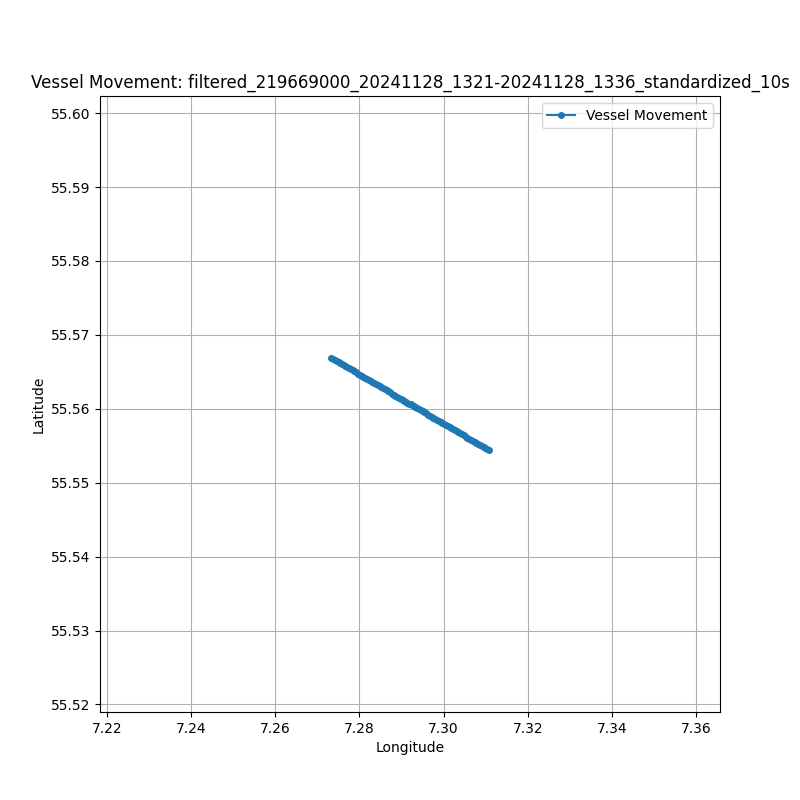 Vessel Movement: filtered_219669000_20241128_1321-20241128_1336_standardized_10s
Vessel Movement
55.60
55.59
55.58
55.57
55.56
55.55
55.54
55.53
55.52
Latitude
7.22 7.24 7.26 7.28 7.30 7.32 7.34 7.36
Longitude